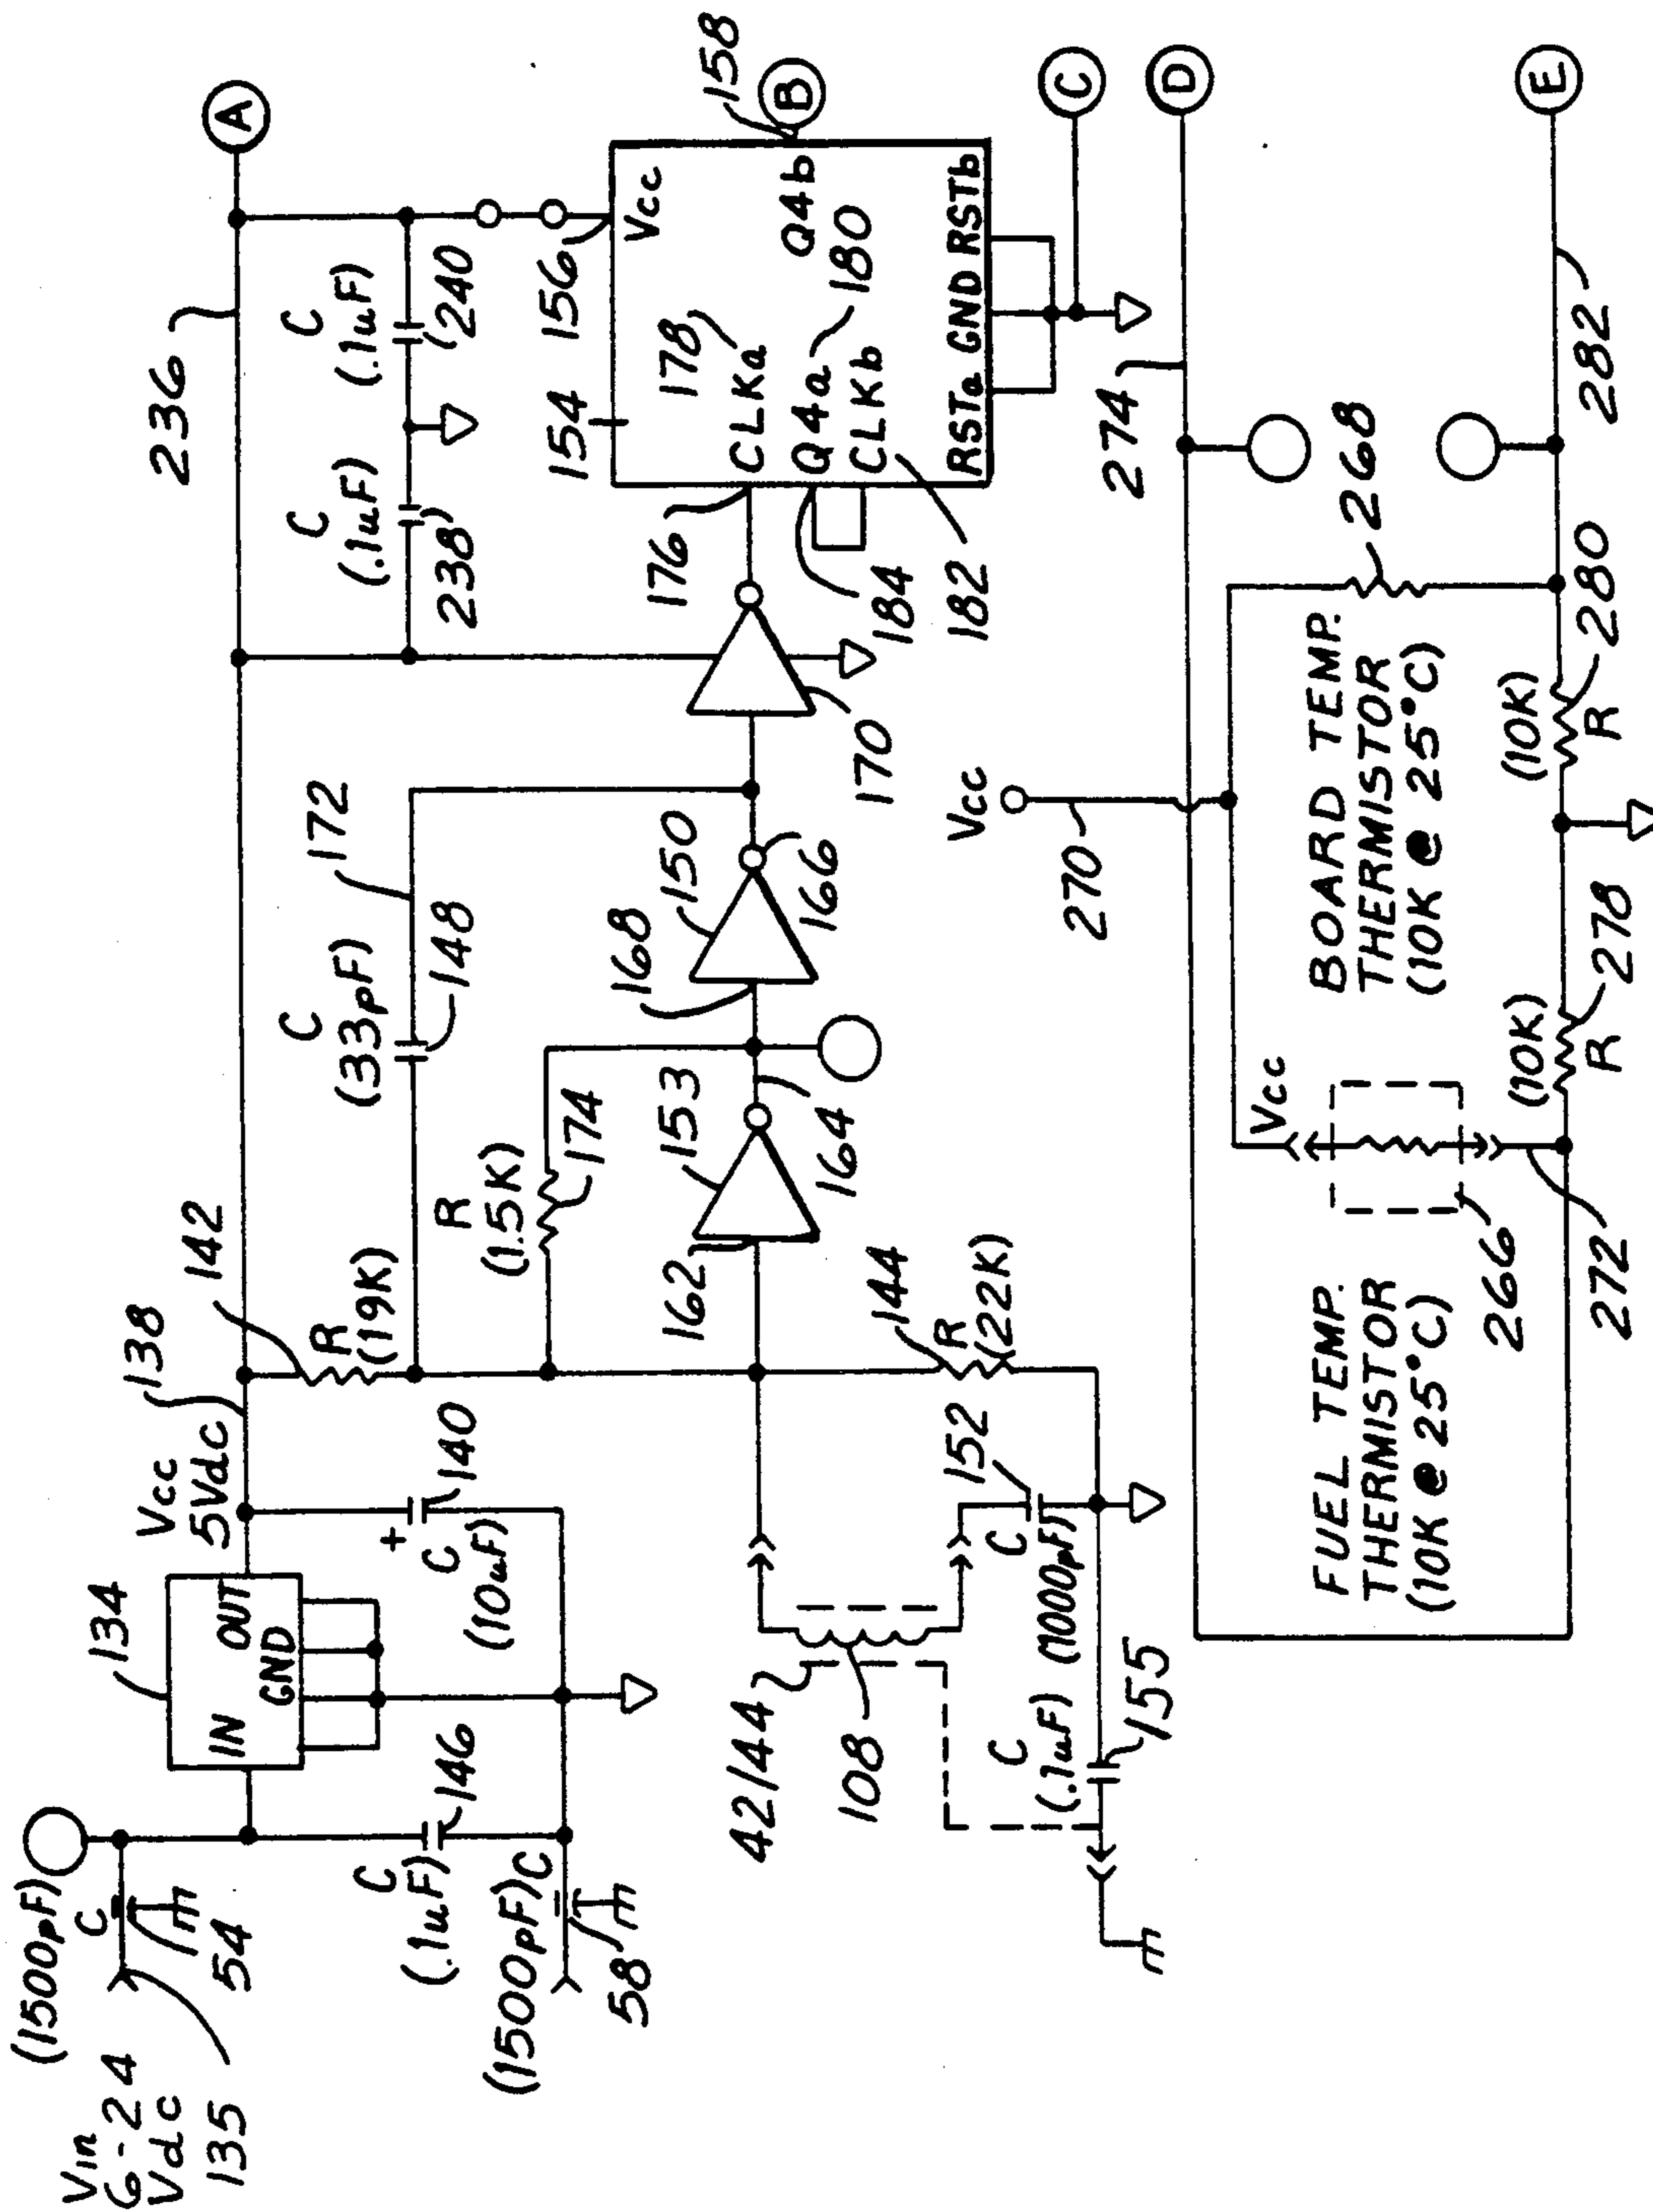 (1500pF)
C
Vin
6-24
Vdc
135
54
C
(.1uF)
146
(1500pF) C
58
134
IN OUT
GND
Vcc
5Vdc
138
+
C
(10uF)
140
142
R
(19K)
C
(33pF)
148
172
R
(1.5K)
174
236
C
(.1uF)
238
C
(.1uF)
240
A
42/44
108
162
153
164
168
150
166
170
176
154
156
Vcc
158
B
178
CLKa
Q4a
180
CLKb
Q4b
RSTa GND RSTb
184
182
C
144
R
(22K)
152
C
(1000pF)
C
(.1uF)
155
Vcc
270
274
D
FUEL TEMP.
THERMISTOR
(10K @ 25°C)
266
272
Vcc
(10K)
R
278
BOARD TEMP.
THERMISTOR
(10K @ 25°C)
268
(10K)
R
280
282
E